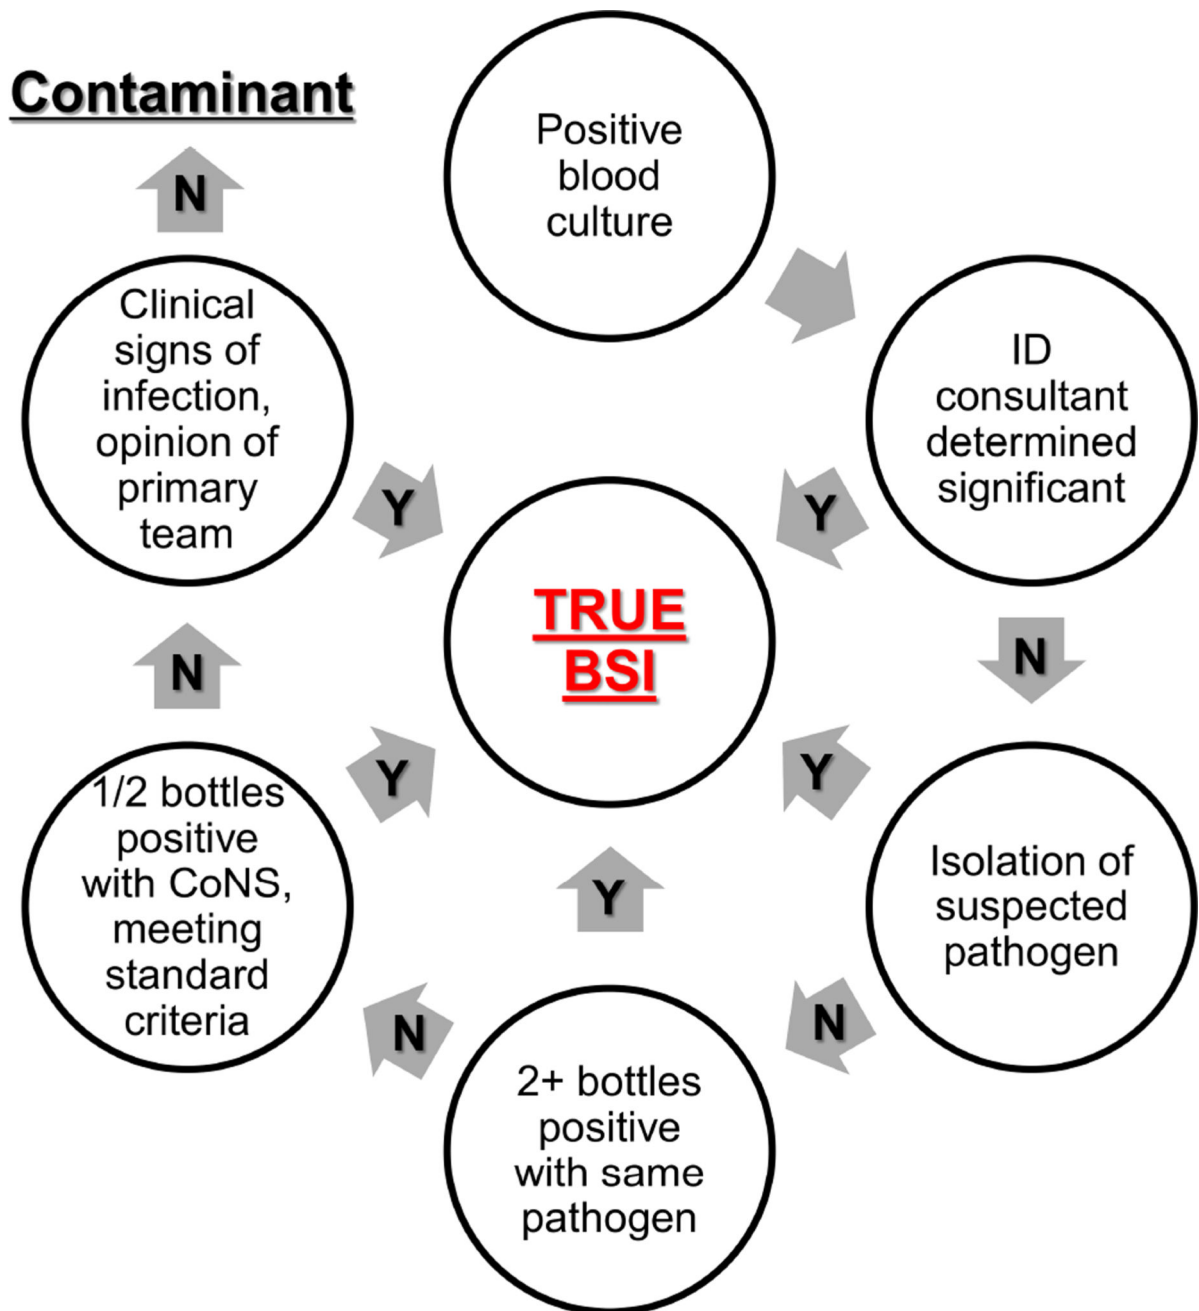 Contaminant
Positive
blood
culture
N
Clinical
signs of
infection,
opinion of
primary
team
ID
consultant
determined
significant
Y
Y
TRUE
BSI
N
N
Y
Y
1/2 bottles
positive
with CoNS,
meeting
standard
criteria
Isolation of
suspected
pathogen
Y
N
N
2+ bottles
positive
with same
pathogen